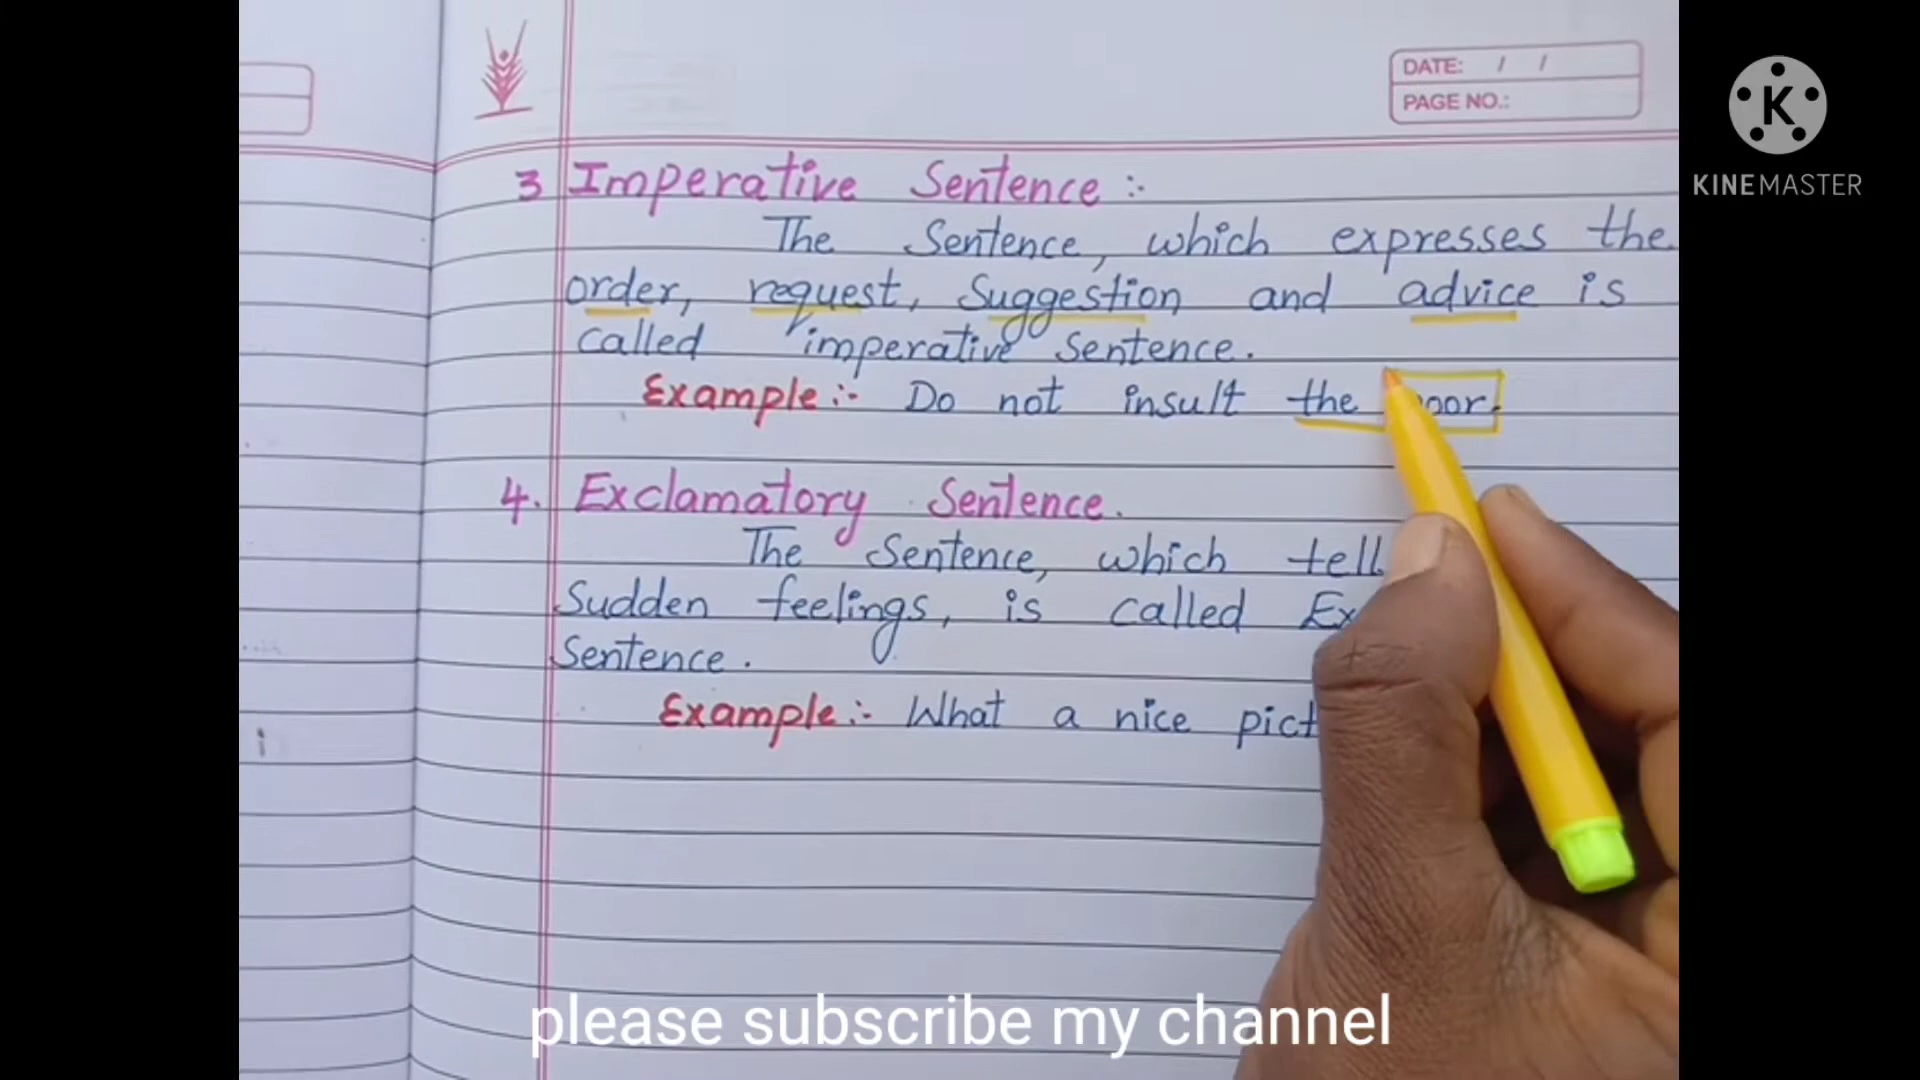 DATE: / /
PAGE NO.:
KINEMASTER
3 Imperative Sentence :-
The Sentence, which expresses the
order, request, Suggestion and advice is
called imperative Sentence.
Example :- Do not insult the poor.
4. Exclamatory Sentence.
The Sentence, which tell
Sudden feelings, is called
Sentence.
Example :- What a nice
please subscribe my channel